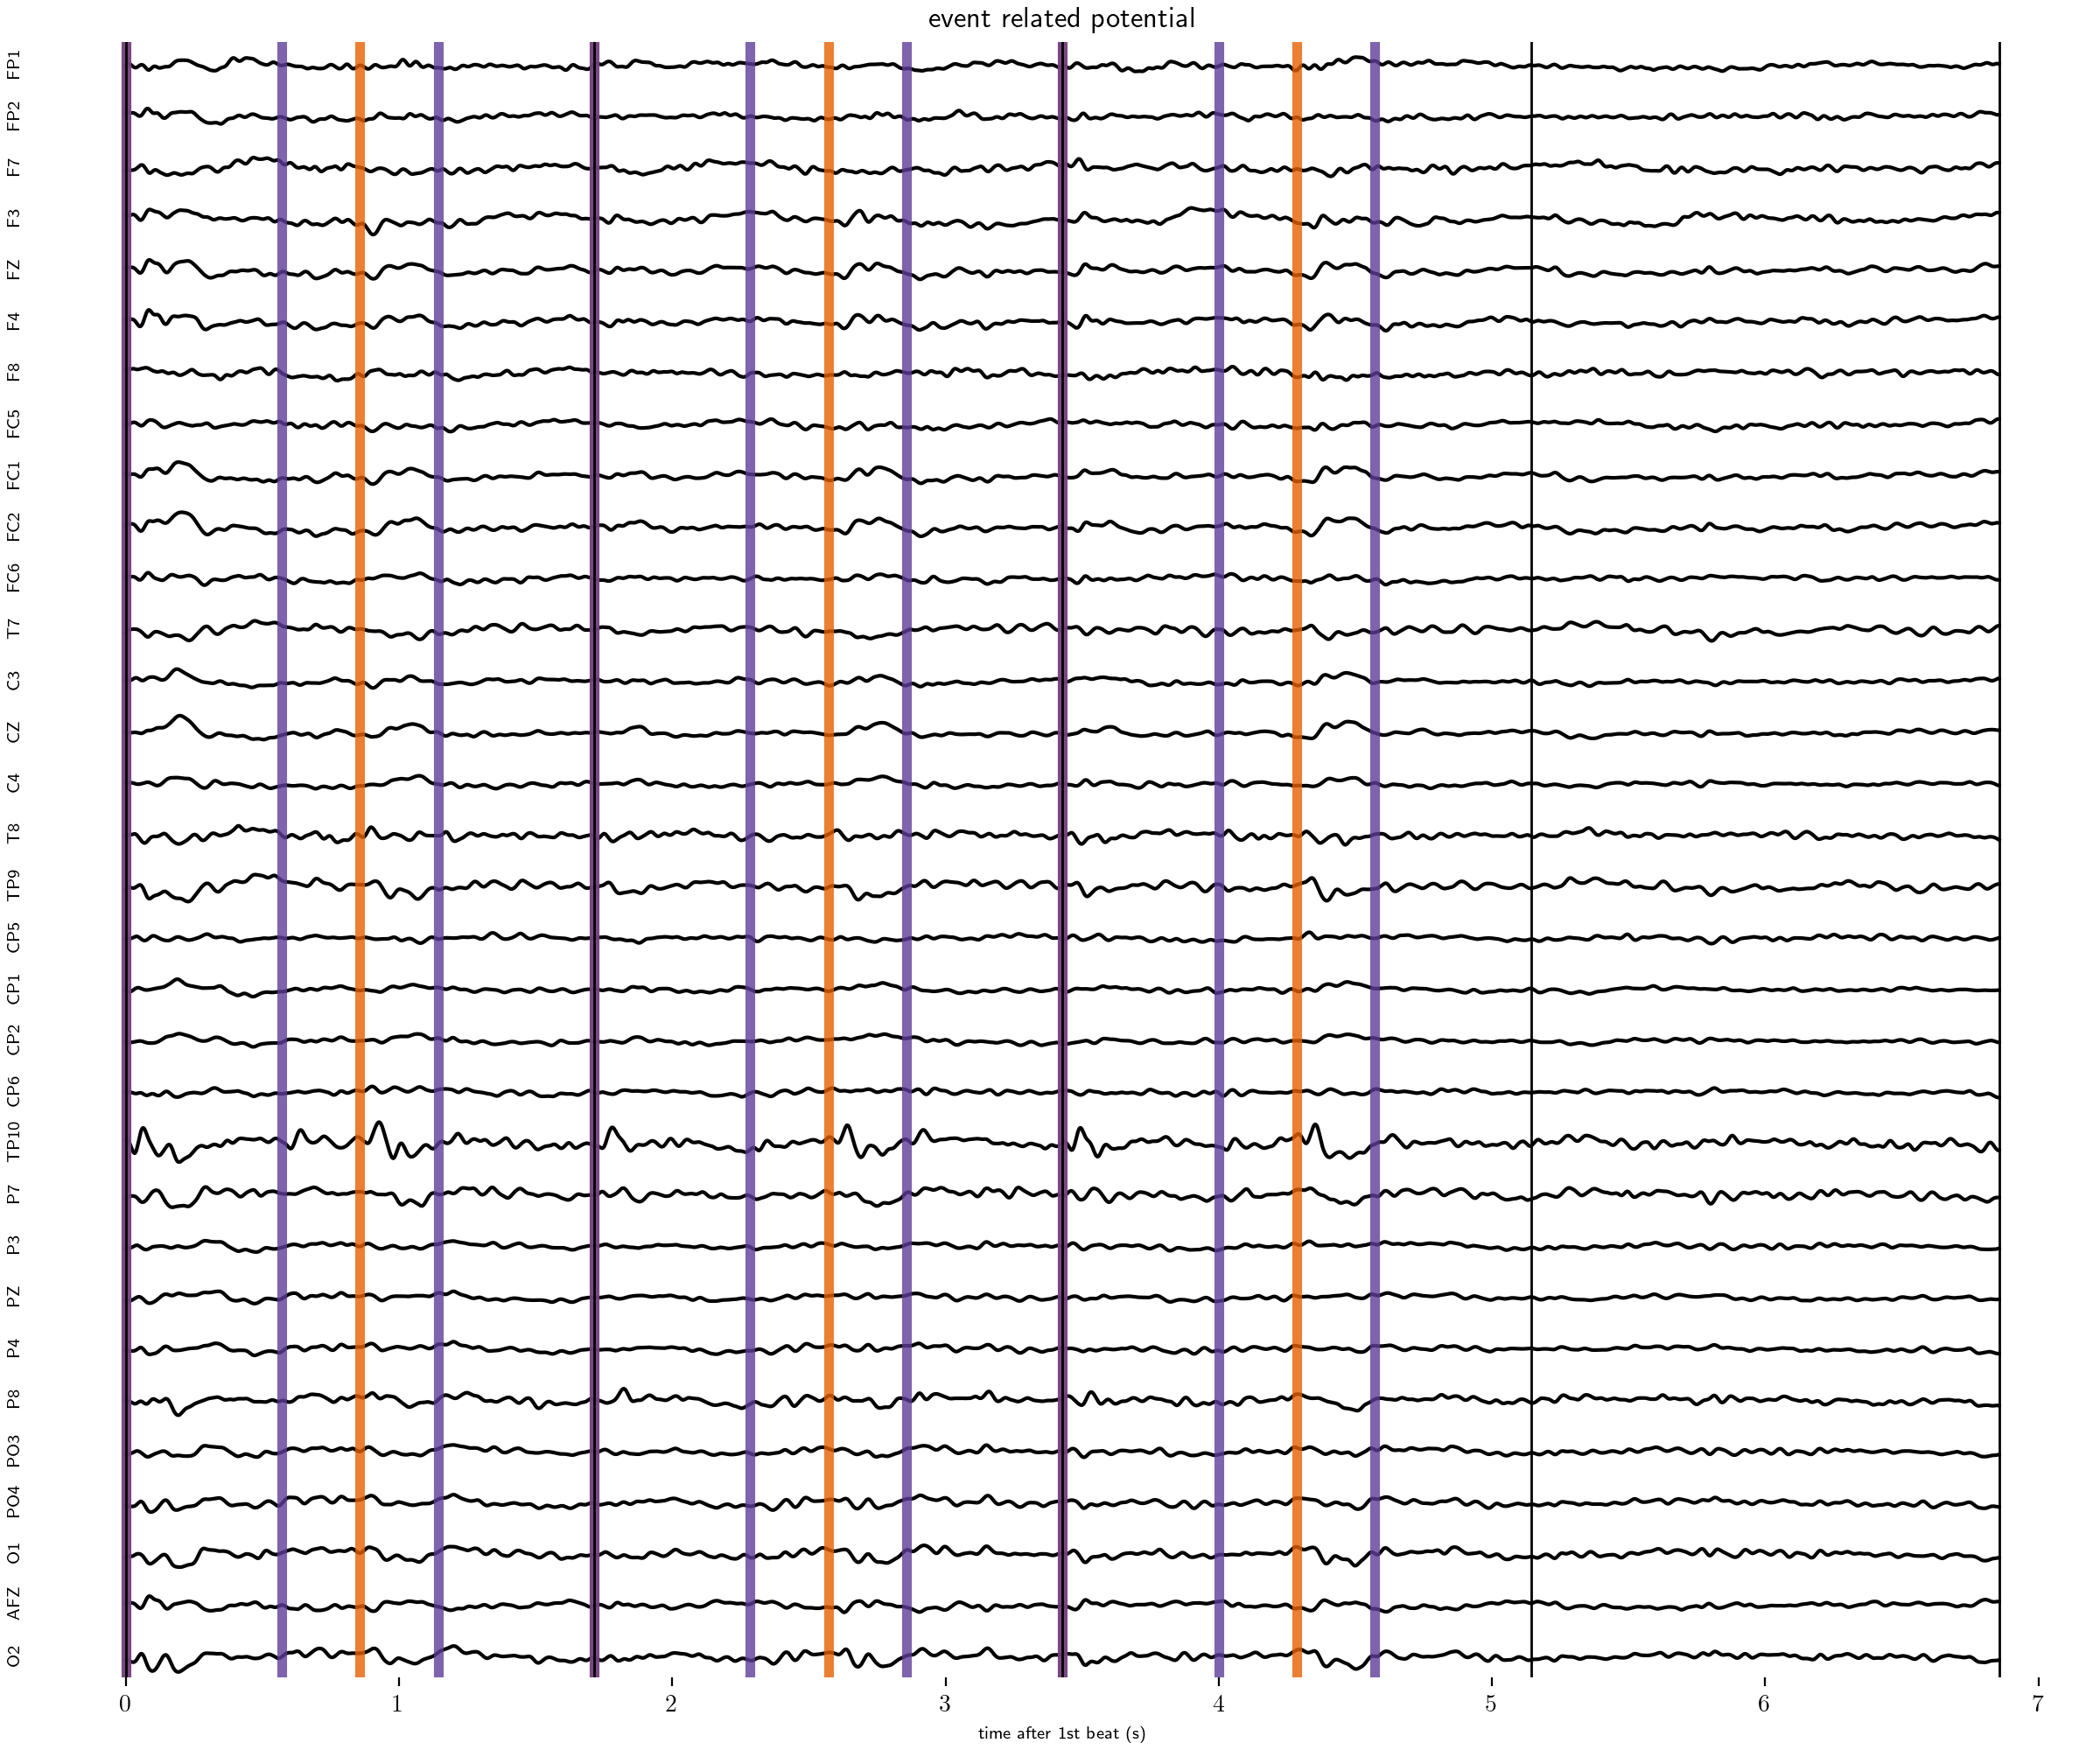 event related potential
FP1
FP2
F7
F3
FZ
F4
F8
FC5
FC1
FC2
FC6
T7
C3
CZ
C4
T8
TP9
CP5
CP1
CP2
CP6
TP10
P7
P3
PZ
P4
P8
PO3
PO4
O1
AFZ
O2
0 1 2 3 4 5 6 7
time after 1st beat (s)